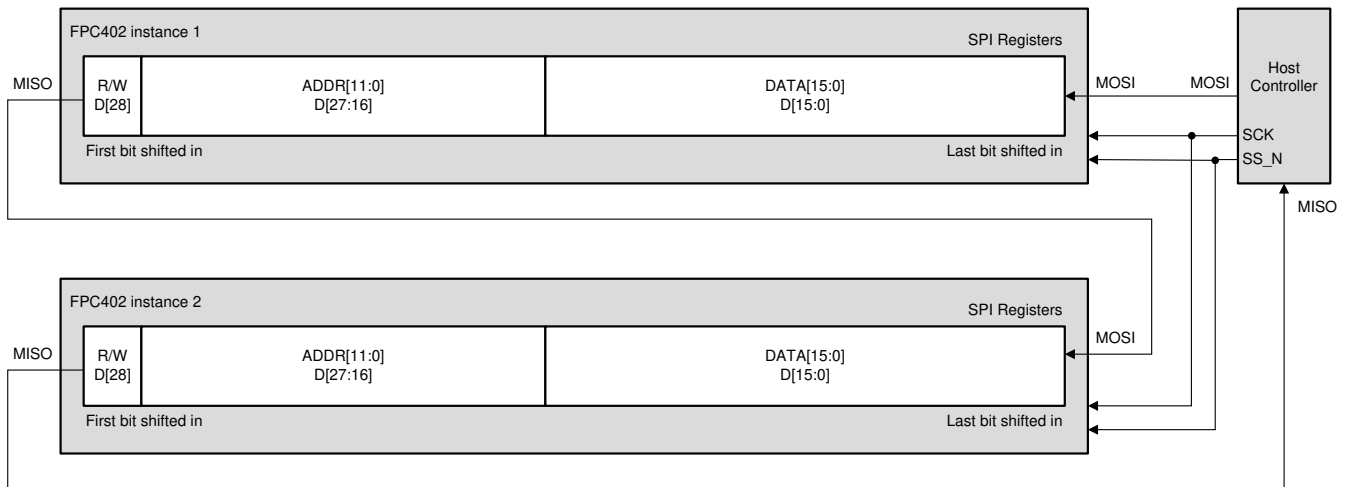 FPC402 instance 1
SPI Registers
MISO
R/W
D[28]
ADDR[11:0]
D[27:16]
DATA[15:0]
D[15:0]
First bit shifted in
Last bit shifted in
MOSI
MOSI
Host
Controller
SCK
SS_N
MISO
FPC402 instance 2
SPI Registers
MISO
R/W
D[28]
ADDR[11:0]
D[27:16]
DATA[15:0]
D[15:0]
MOSI
First bit shifted in
Last bit shifted in